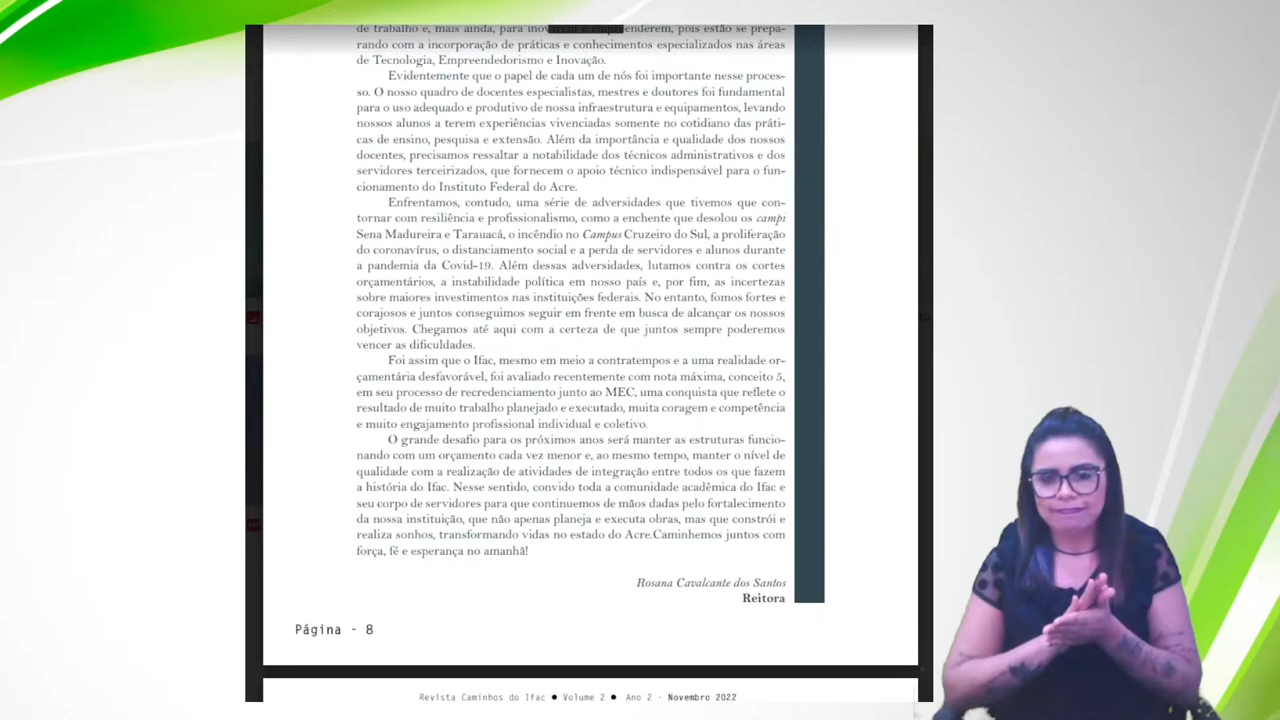 de trabalho e, mais ainda, para inovarem e empreenderem, pois estão se prepa-
rando com a incorporação de práticas e conhecimentos especializados nas áreas
de Tecnologia, Empreendedorismo e Inovação.
Evidentemente que o papel de cada um de nós foi importante nesse proces-
so. O nosso quadro de docentes especialistas, mestres e doutores foi fundamental
para o uso adequado e produtivo de nossa infraestrutura e equipamentos, levando
nossos alunos a terem experiências vivenciadas somente no cotidiano das práti-
cas de ensino, pesquisa e extensão. Além da importância e qualidade dos nossos
docentes, precisamos ressaltar a notabilidade dos técnicos administrativos e dos
servidores terceirizados, que fornecem o apoio técnico indispensável para o fun-
cionamento do Instituto Federal do Acre.
Enfrentamos, contudo, uma série de adversidades que tivemos que con-
tornar com resiliência e profissionalismo, como a enchente que desolou os campi
Sena Madureira e Tarauacá, o incêndio no Campus Cruzeiro do Sul, a proliferação
do coronavírus, o distanciamento social e a perda de servidores e alunos durante
a pandemia da Covid-19. Além dessas adversidades, lutamos contra os cortes
orçamentários, a instabilidade política em nosso país e, por fim, as incertezas
sobre maiores investimentos nas instituições federais. No entanto, fomos fortes e
corajosos e juntos conseguimos seguir em frente em busca de alcançar os nossos
objetivos. Chegamos até aqui com a certeza de que juntos sempre poderemos
vencer as dificuldades.
Foi assim que o Ifac, mesmo em meio a contratempos e a uma realidade or-
çamentária desfavorável, foi avaliado recentemente com nota máxima, conceito 5,
em seu processo de recredenciamento junto ao MEC, uma conquista que reflete o
resultado de muito trabalho planejado e executado, muita coragem e competência
e muito engajamento profissional individual e coletivo.
O grande desafio para os próximos anos será manter as estruturas funcio-
nando com um orçamento cada vez menor e, ao mesmo tempo, manter o nível de
qualidade com a realização de atividades de integração entre todos os que fazem
a história do Ifac. Nesse sentido, convido toda a comunidade acadêmica do Ifac e
seu corpo de servidores para que continuemos de mãos dadas pelo fortalecimento
da nossa instituição, que não apenas planeja e executa obras, mas que constrói e
realiza sonhos, transformando vidas no estado do Acre.Caminhemos juntos com
força, fé e esperança no amanhã!
Rosana Cavalcante dos Santos
Reitora
Página - 8
Revista Caminhos do Ifac ● Volume 2 ● Ano 2 - Novembro 2022